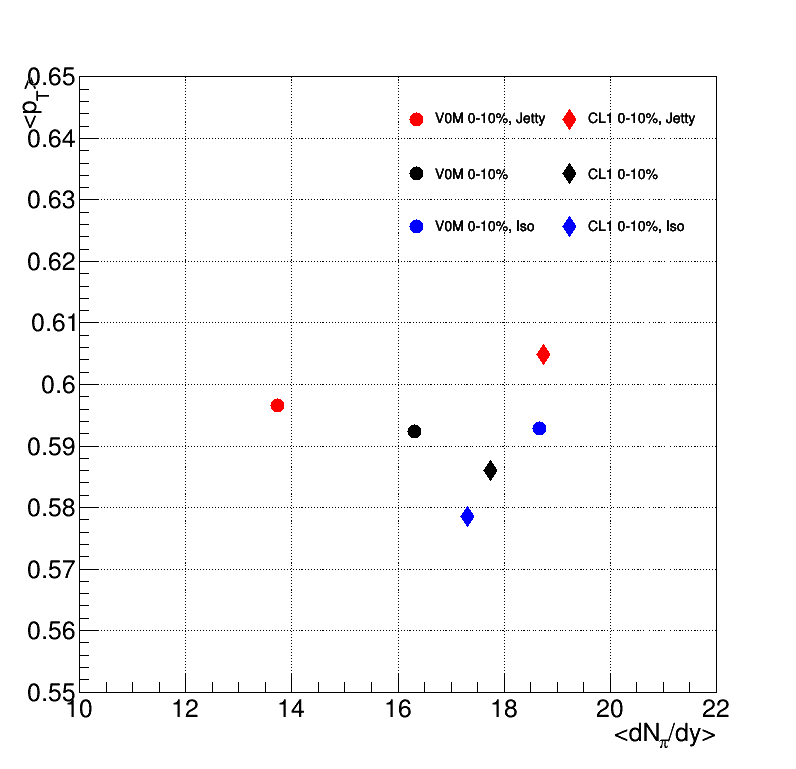 <pT>
0.65
0.64
0.63
0.62
0.61
0.6
0.59
0.58
0.57
0.56
0.55
V0M 0-10%, Jetty CL1 0-10%, Jetty
V0M 0-10% CL1 0-10%
V0M 0-10%, Iso CL1 0-10%, Iso
10 12 14 16 18 20 22
<dNπ/dy>